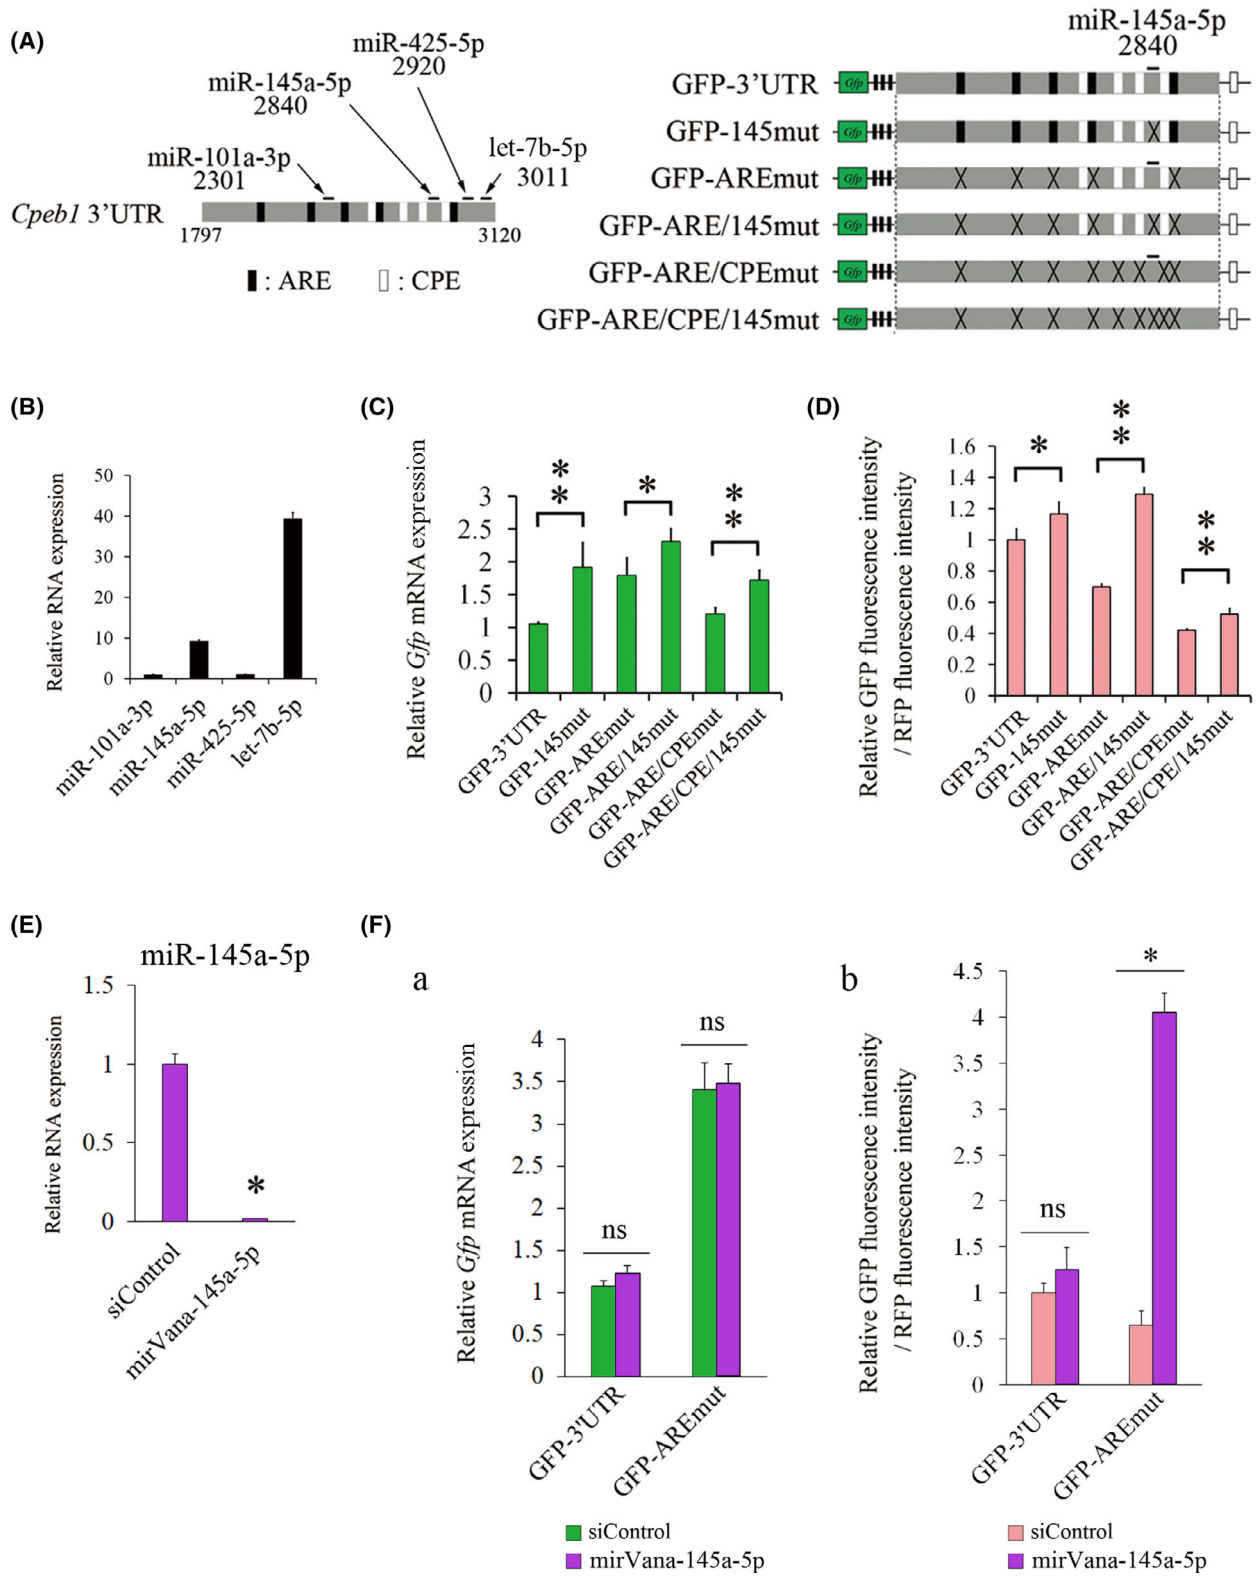 (A)
miR-425-5p
2920
miR-145a-5p
2840
miR-101a-3p
2301
let-7b-5p
3011
Cpeb1 3'UTR
1797
3120
: ARE
: CPE
miR-145a-5p
2840
GFP-3'UTR
Gfp
GFP-145mut
Gfp
GFP-AREmut
Gfp
GFP-ARE/145mut
Gfp
GFP-ARE/CPEmut
Gfp
GFP-ARE/CPE/145mut
Gfp
(B)
Relative RNA expression
50
40
30
20
10
0
miR-101a-3p
miR-145a-5p
miR-425-5p
let-7b-5p
(C)
Relative Gfp mRNA expression
3
2.5
2
1.5
1
0.5
0
**
*
**
GFP-3'UTR
GFP-145mut
GFP-AREmut
GFP-ARE/145mut
GFP-ARE/CPEmut
GFP-ARE/CPE/145mut
(D)
Relative GFP fluorescence intensity
/ RFP fluorescence intensity
1.6
1.4
1.2
1
0.8
0.6
0.4
0.2
0
*
**
**
GFP-3'UTR
GFP-145mut
GFP-AREmut
GFP-ARE/145mut
GFP-ARE/CPEmut
GFP-ARE/CPE/145mut
(E)
miR-145a-5p
Relative RNA expression
1.5
1
0.5
0
*
siControl
mirVana-145a-5p
(F)
a
Relative Gfp mRNA expression
4
3.5
3
2.5
2
1.5
1
0.5
0
ns
ns
GFP-3'UTR
GFP-AREmut
siControl
mirVana-145a-5p
b
Relative GFP fluorescence intensity
/ RFP fluorescence intensity
4.5
4
3.5
3
2.5
2
1.5
1
0.5
0
ns
*
GFP-3'UTR
GFP-AREmut
siControl
mirVana-145a-5p